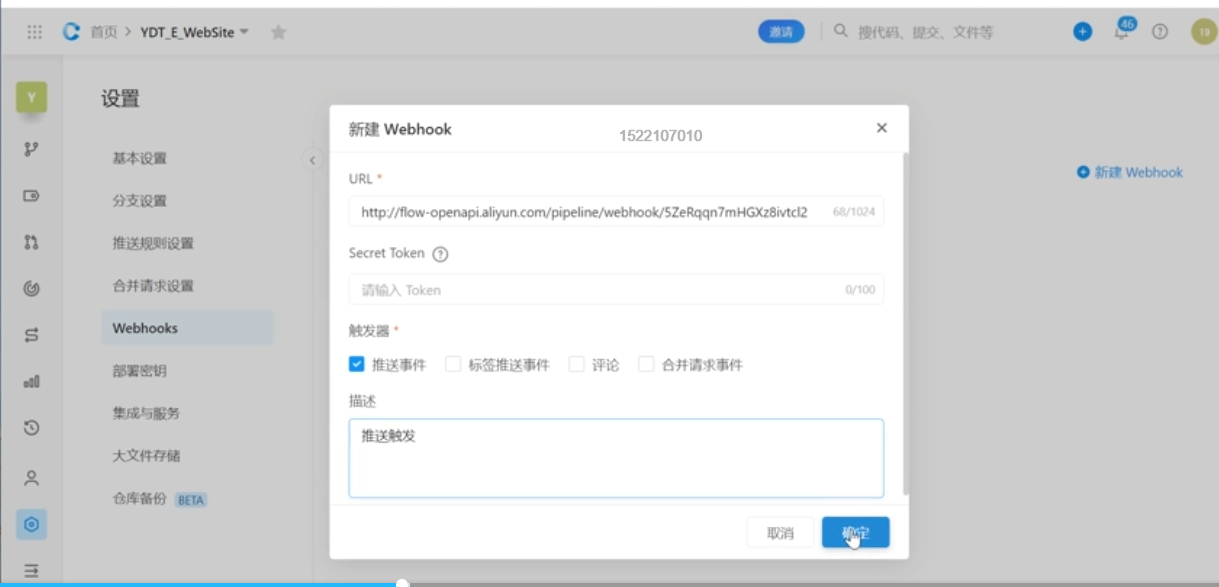 首页 > YDT_E_WebSite
邀请
搜代码、提交、文件等
46
19
Y
设置
基本设置
分支设置
推送规则设置
合并请求设置
Webhooks
部署密钥
集成与服务
大文件存储
仓库备份 BETA
新建 Webhook
新建 Webhook
1522107010
URL *
http://flow-openapi.aliyun.com/pipeline/webhook/5ZeRqqn7mHGXz8ivtcl2 68/1024
Secret Token ?
请输入 Token 0/100
触发器 *
推送事件 标签推送事件 评论 合并请求事件
描述
推送触发
取消 确定